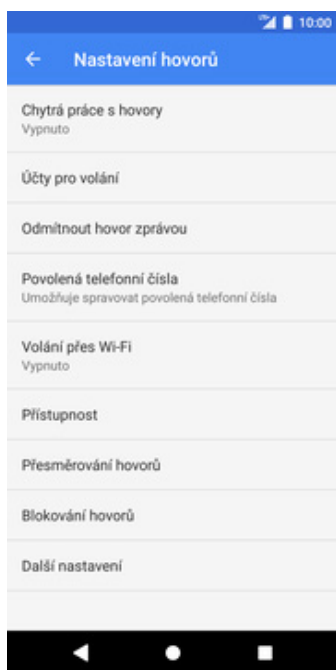 10:00
Nastavení hovorů
Chytrá práce s hovory
Vypnuto
Účty pro volání
Odmítnout hovor zprávou
Povolená telefonní čísla
Umožňuje spravovat povolená telefonní čísla
Volání přes Wi-Fi
Vypnuto
Přístupnost
Přesměrování hovorů
Blokování hovorů
Další nastavení